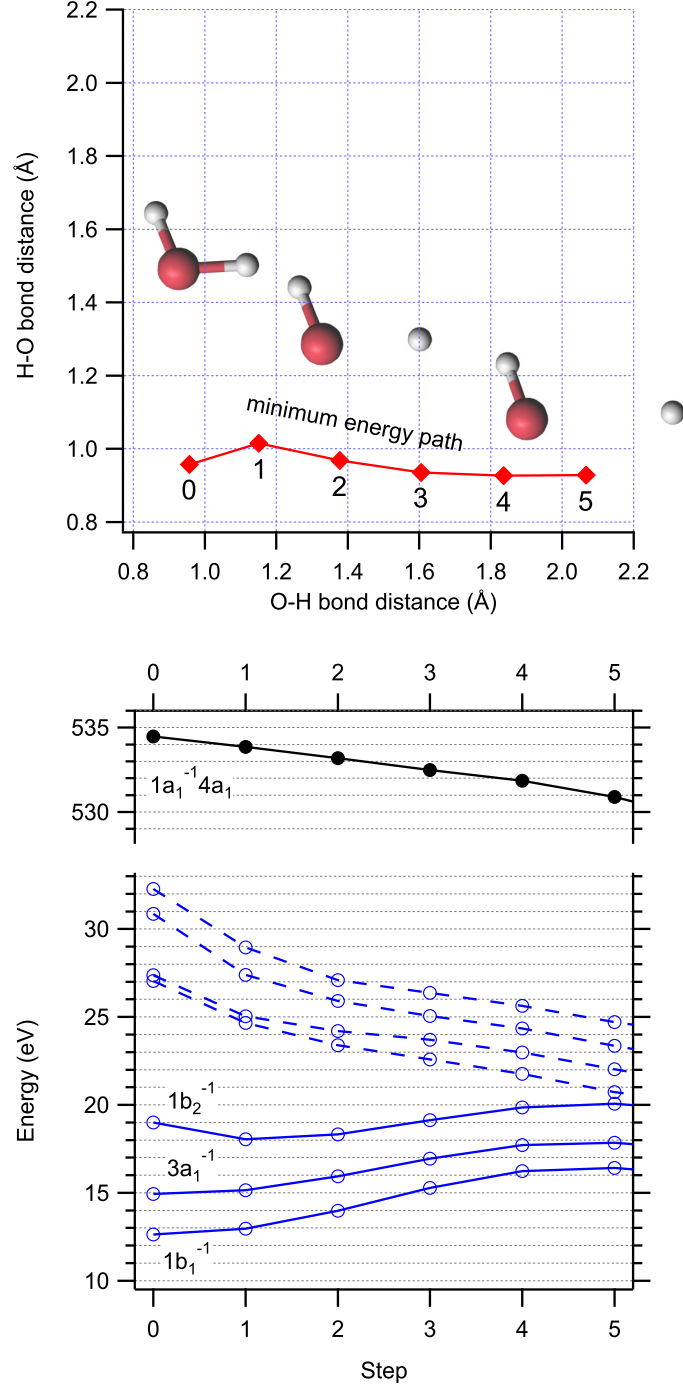 2.2
2.0
1.8
1.6
1.4
1.2
1.0
0.8
H-O bond distance (Å)
minimum energy path
0 1 2 3 4 5
0.8 1.0 1.2 1.4 1.6 1.8 2.0 2.2
O-H bond distance (Å)
0 1 2 3 4 5
535
1a₁⁻¹4a₁
530
30
25
20
15
10
Energy (eV)
1b₂⁻¹
3a₁⁻¹
1b₁⁻¹
0 1 2 3 4 5
Step